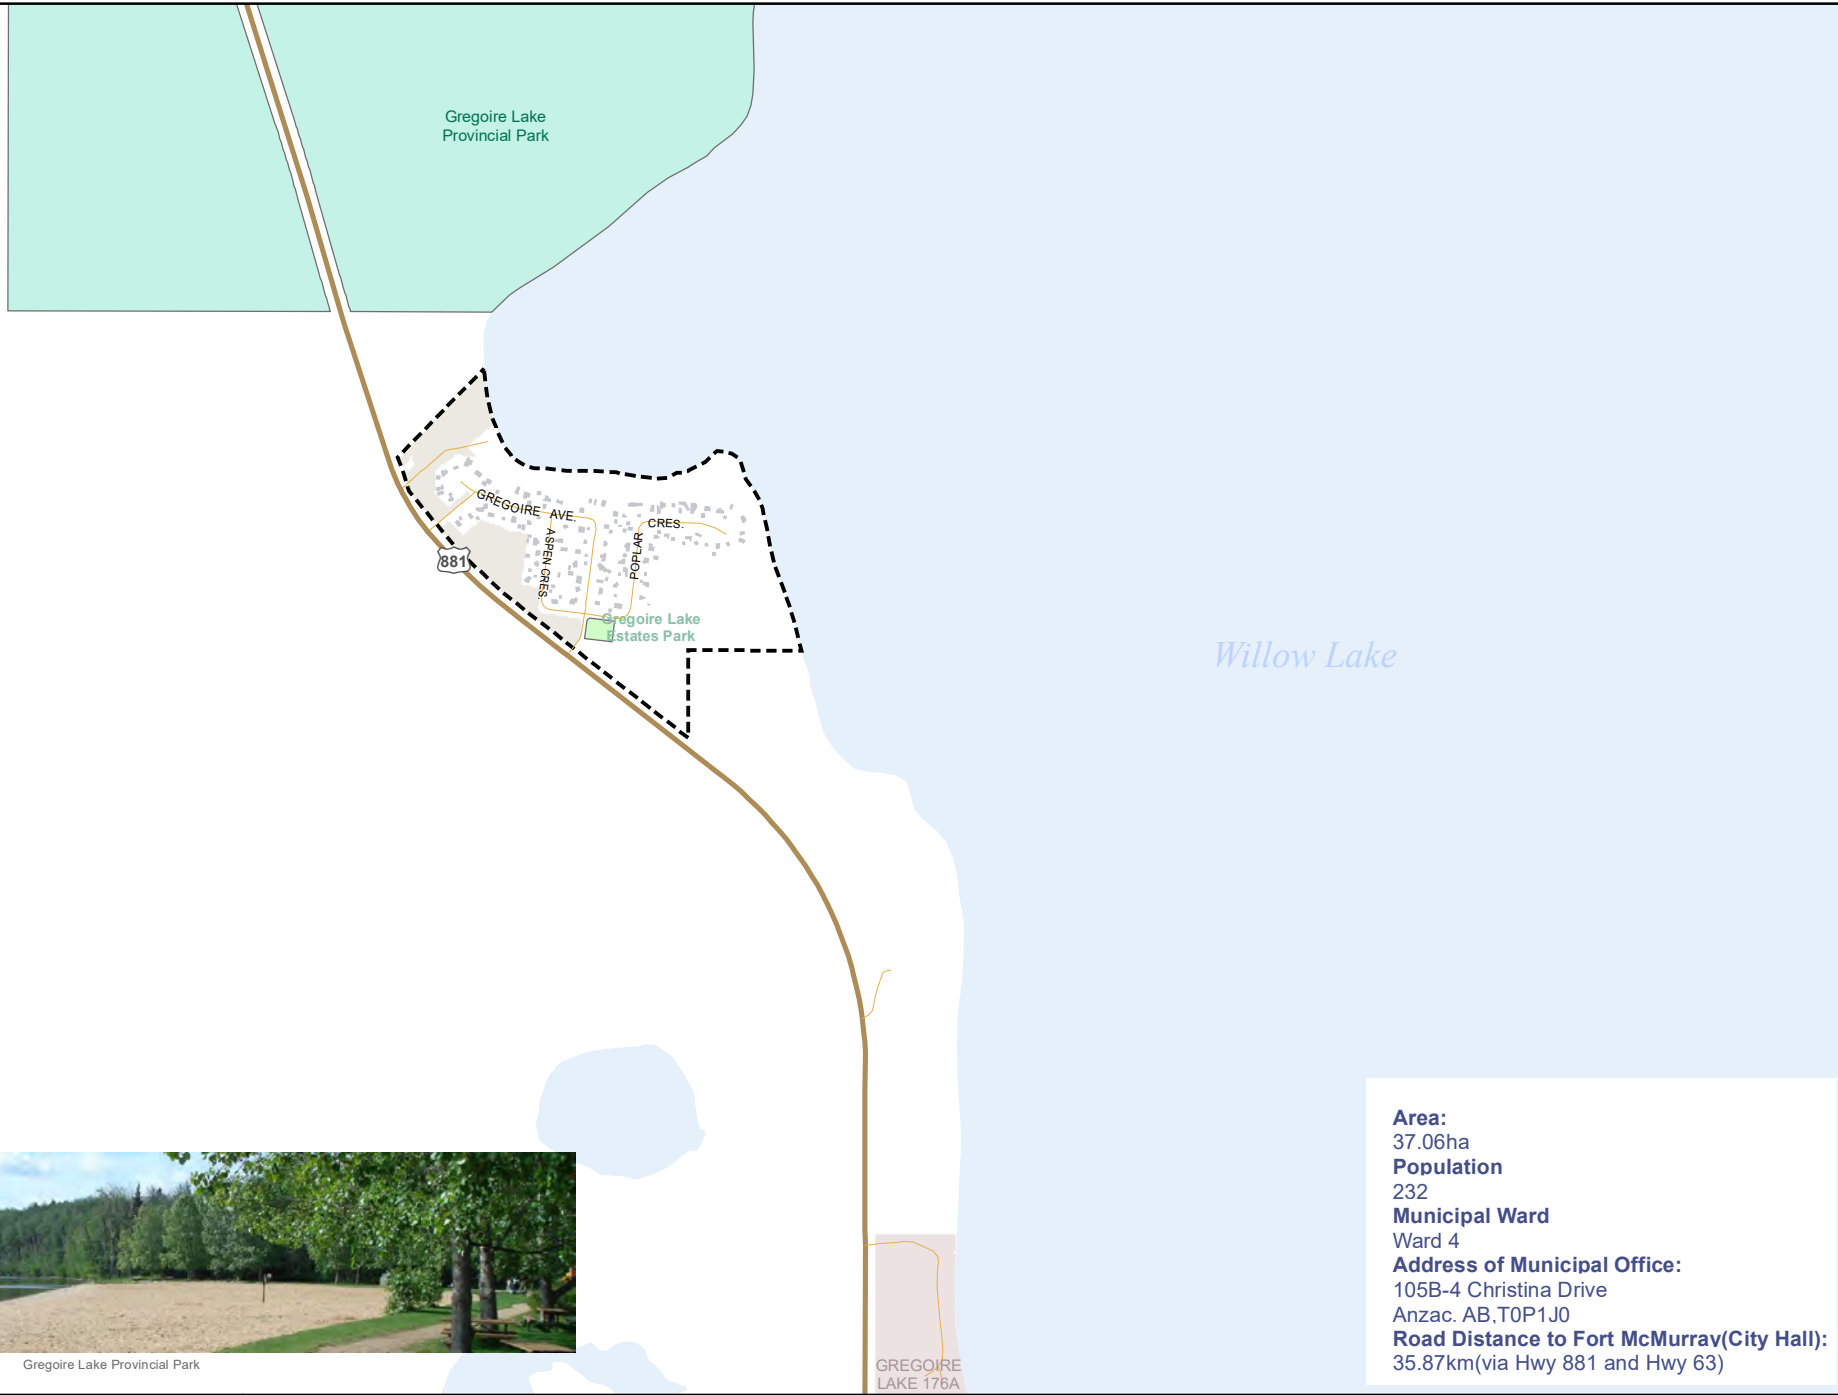 Gregoire Lake
Provincial Park
GREGOIRE AVE.
CRES.
ASPEN CRES.
POPLAR
881
Gregoire Lake
Estates Park
Willow Lake
Area:
37.06ha
Population
232
Municipal Ward
Ward 4
Address of Municipal Office:
105B-4 Christina Drive
Anzac. AB,T0P1J0
Road Distance to Fort McMurray(City Hall):
35.87km(via Hwy 881 and Hwy 63)
Gregoire Lake Provincial Park
GREGOIRE
LAKE 176A